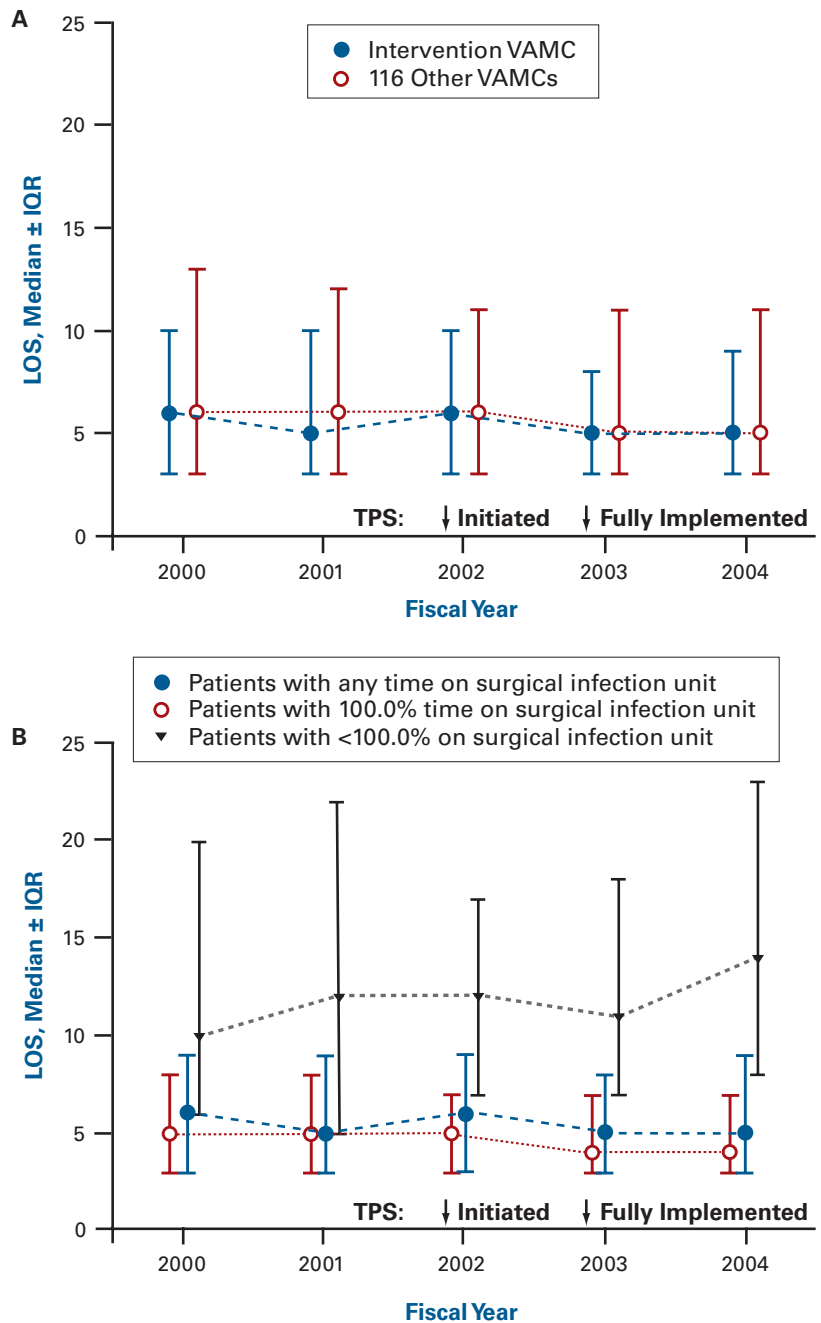 A
Intervention VAMC
116 Other VAMCs
25
20
15
10
5
0
LOS, Median ± IQR
TPS: ↓ Initiated ↓ Fully Implemented
2000 2001 2002 2003 2004
Fiscal Year
B
Patients with any time on surgical infection unit
Patients with 100.0% time on surgical infection unit
Patients with <100.0% on surgical infection unit
25
20
15
10
5
0
LOS, Median ± IQR
TPS: ↓ Initiated ↓ Fully Implemented
2000 2001 2002 2003 2004
Fiscal Year